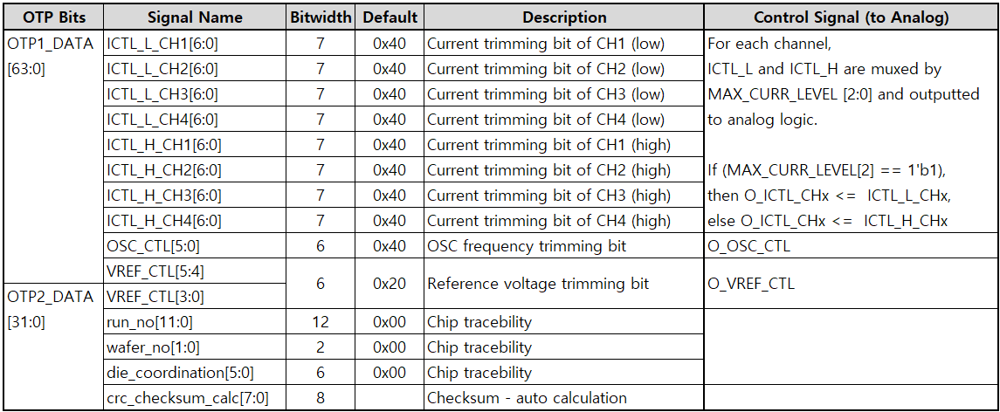 OTP Bits Signal Name Bitwidth Default Description Control Signal (to Analog)
OTP1_DATA ICTL_L_CH1[6:0] 7 0x40 Current trimming bit of CH1 (low) For each channel,
[63:0] ICTL_L_CH2[6:0] 7 0x40 Current trimming bit of CH2 (low) ICTL_L and ICTL_H are muxed by
ICTL_L_CH3[6:0] 7 0x40 Current trimming bit of CH3 (low) MAX_CURR_LEVEL [2:0] and outputted
ICTL_L_CH4[6:0] 7 0x40 Current trimming bit of CH4 (low) to analog logic.
ICTL_H_CH1[6:0] 7 0x40 Current trimming bit of CH1 (high)
ICTL_H_CH2[6:0] 7 0x40 Current trimming bit of CH2 (high) If (MAX_CURR_LEVEL[2] == 1'b1),
ICTL_H_CH3[6:0] 7 0x40 Current trimming bit of CH3 (high) then O_ICTL_CHx <= ICTL_L_CHx,
ICTL_H_CH4[6:0] 7 0x40 Current trimming bit of CH4 (high) else O_ICTL_CHx <= ICTL_H_CHx
OSC_CTL[5:0] 6 0x40 OSC frequency trimming bit O_OSC_CTL
VREF_CTL[5:4] 6 0x20 Reference voltage trimming bit O_VREF_CTL
OTP2_DATA VREF_CTL[3:0]
[31:0] run_no[11:0] 12 0x00 Chip tracebility
wafer_no[1:0] 2 0x00 Chip tracebility
die_coordination[5:0] 6 0x00 Chip tracebility
crc_checksum_calc[7:0] 8 Checksum - auto calculation